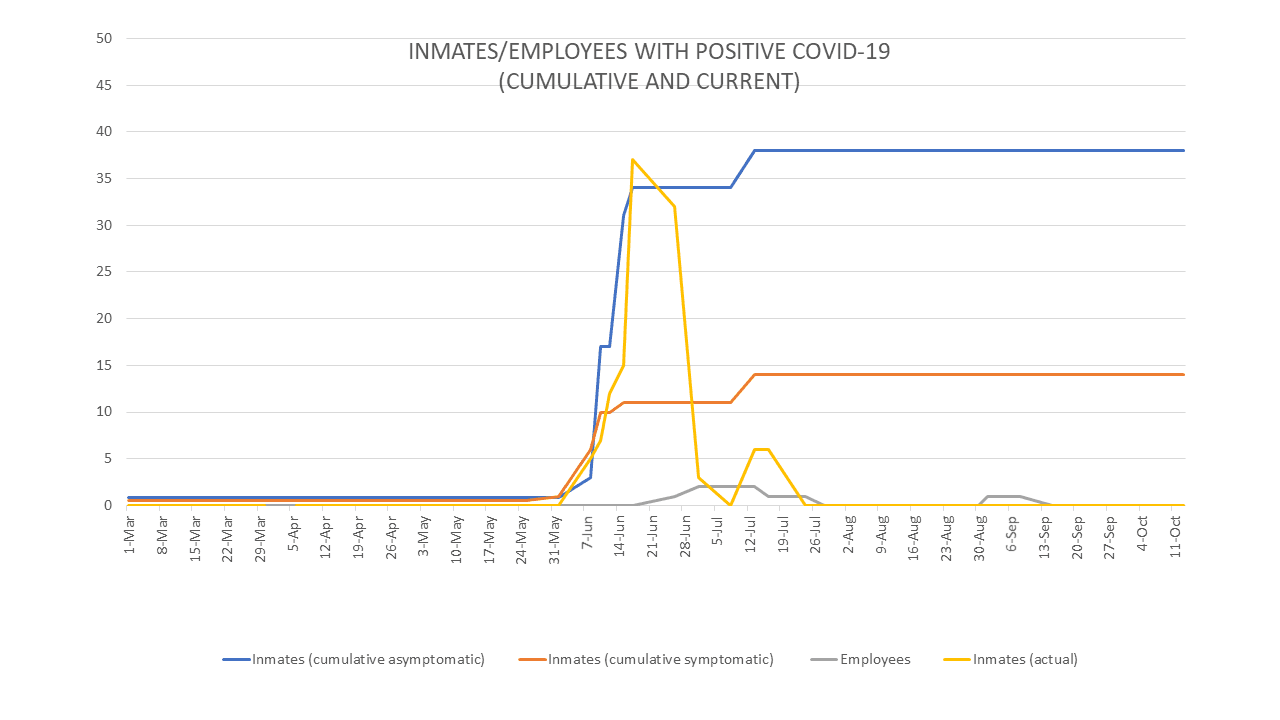 INMATES/EMPLOYEES WITH POSITIVE COVID-19
(CUMULATIVE AND CURRENT)
50
45
40
35
30
25
20
15
10
5
0
1-Mar
8-Mar
15-Mar
22-Mar
29-Mar
5-Apr
12-Apr
19-Apr
26-Apr
3-May
10-May
17-May
24-May
31-May
7-Jun
14-Jun
21-Jun
28-Jun
5-Jul
12-Jul
19-Jul
26-Jul
2-Aug
9-Aug
16-Aug
23-Aug
30-Aug
6-Sep
13-Sep
20-Sep
27-Sep
4-Oct
11-Oct
Inmates (cumulative asymptomatic)
Inmates (cumulative symptomatic)
Employees
Inmates (actual)